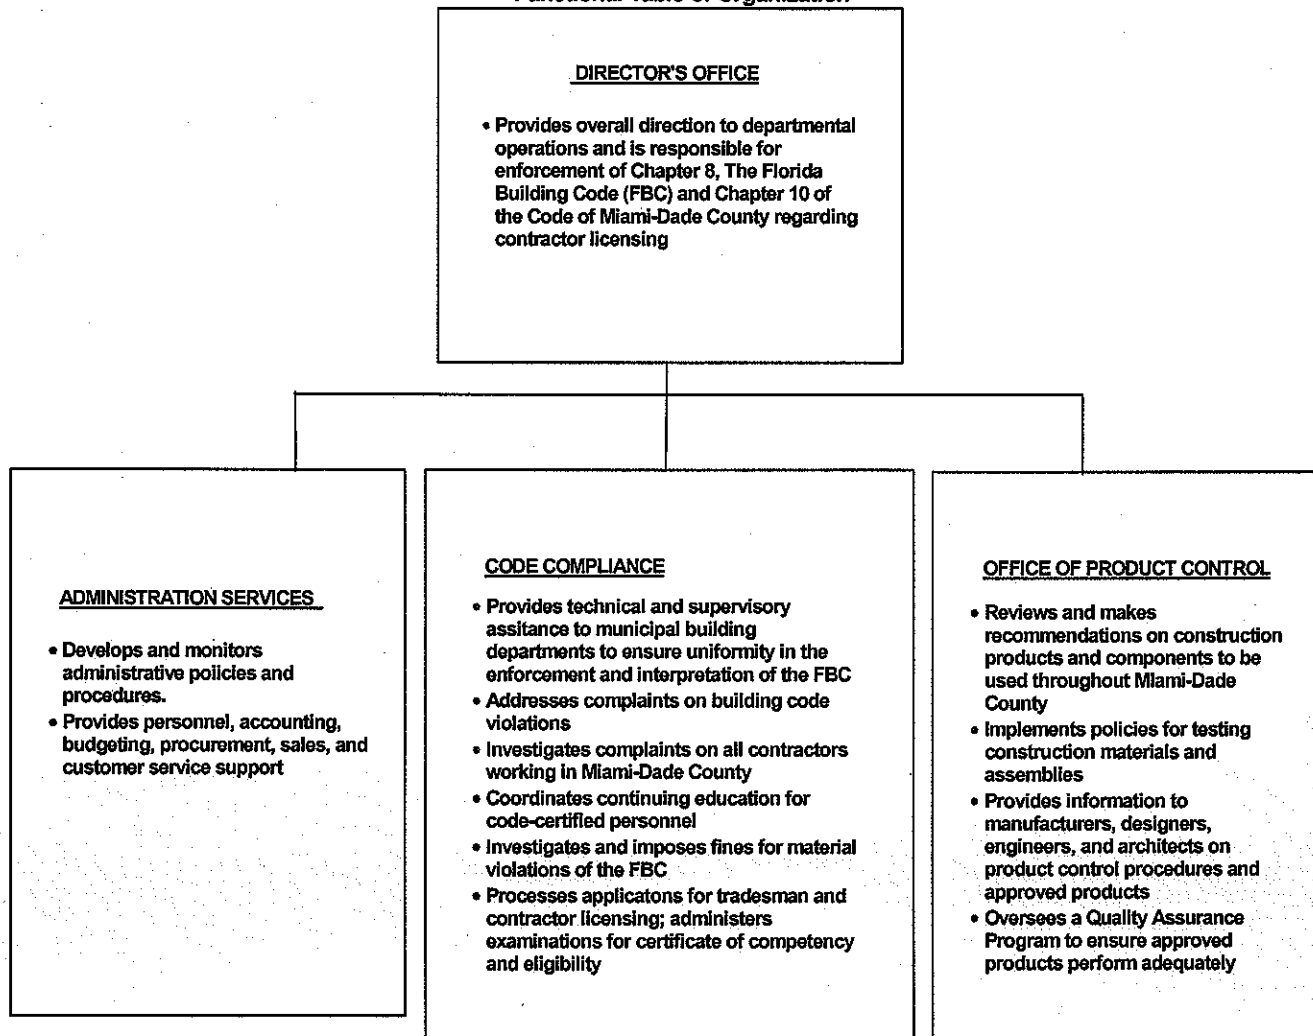 Functional Table of Organization
DIRECTOR'S OFFICE
• Provides overall direction to departmental
operations and is responsible for
enforcement of Chapter 8, The Florida
Building Code (FBC) and Chapter 10 of
the Code of Miami-Dade County regarding
contractor licensing
ADMINISTRATION SERVICES
• Develops and monitors
administrative policies and
procedures.
• Provides personnel, accounting,
budgeting, procurement, sales, and
customer service support
CODE COMPLIANCE
• Provides technical and supervisory
assitance to municipal building
departments to ensure uniformity in the
enforcement and interpretation of the FBC
• Addresses complaints on building code
violations
• Investigates complaints on all contractors
working in Miami-Dade County
• Coordinates continuing education for
code-certified personnel
• Investigates and imposes fines for material
violations of the FBC
• Processes applicatons for tradesman and
contractor licensing; administers
examinations for certificate of competency
and eligibility
OFFICE OF PRODUCT CONTROL
• Reviews and makes
recommendations on construction
products and components to be
used throughout Miami-Dade
County
• Implements policies for testing
construction materials and
assemblies
• Provides information to
manufacturers, designers,
engineers, and architects on
product control procedures and
approved products
• Oversees a Quality Assurance
Program to ensure approved
products perform adequately